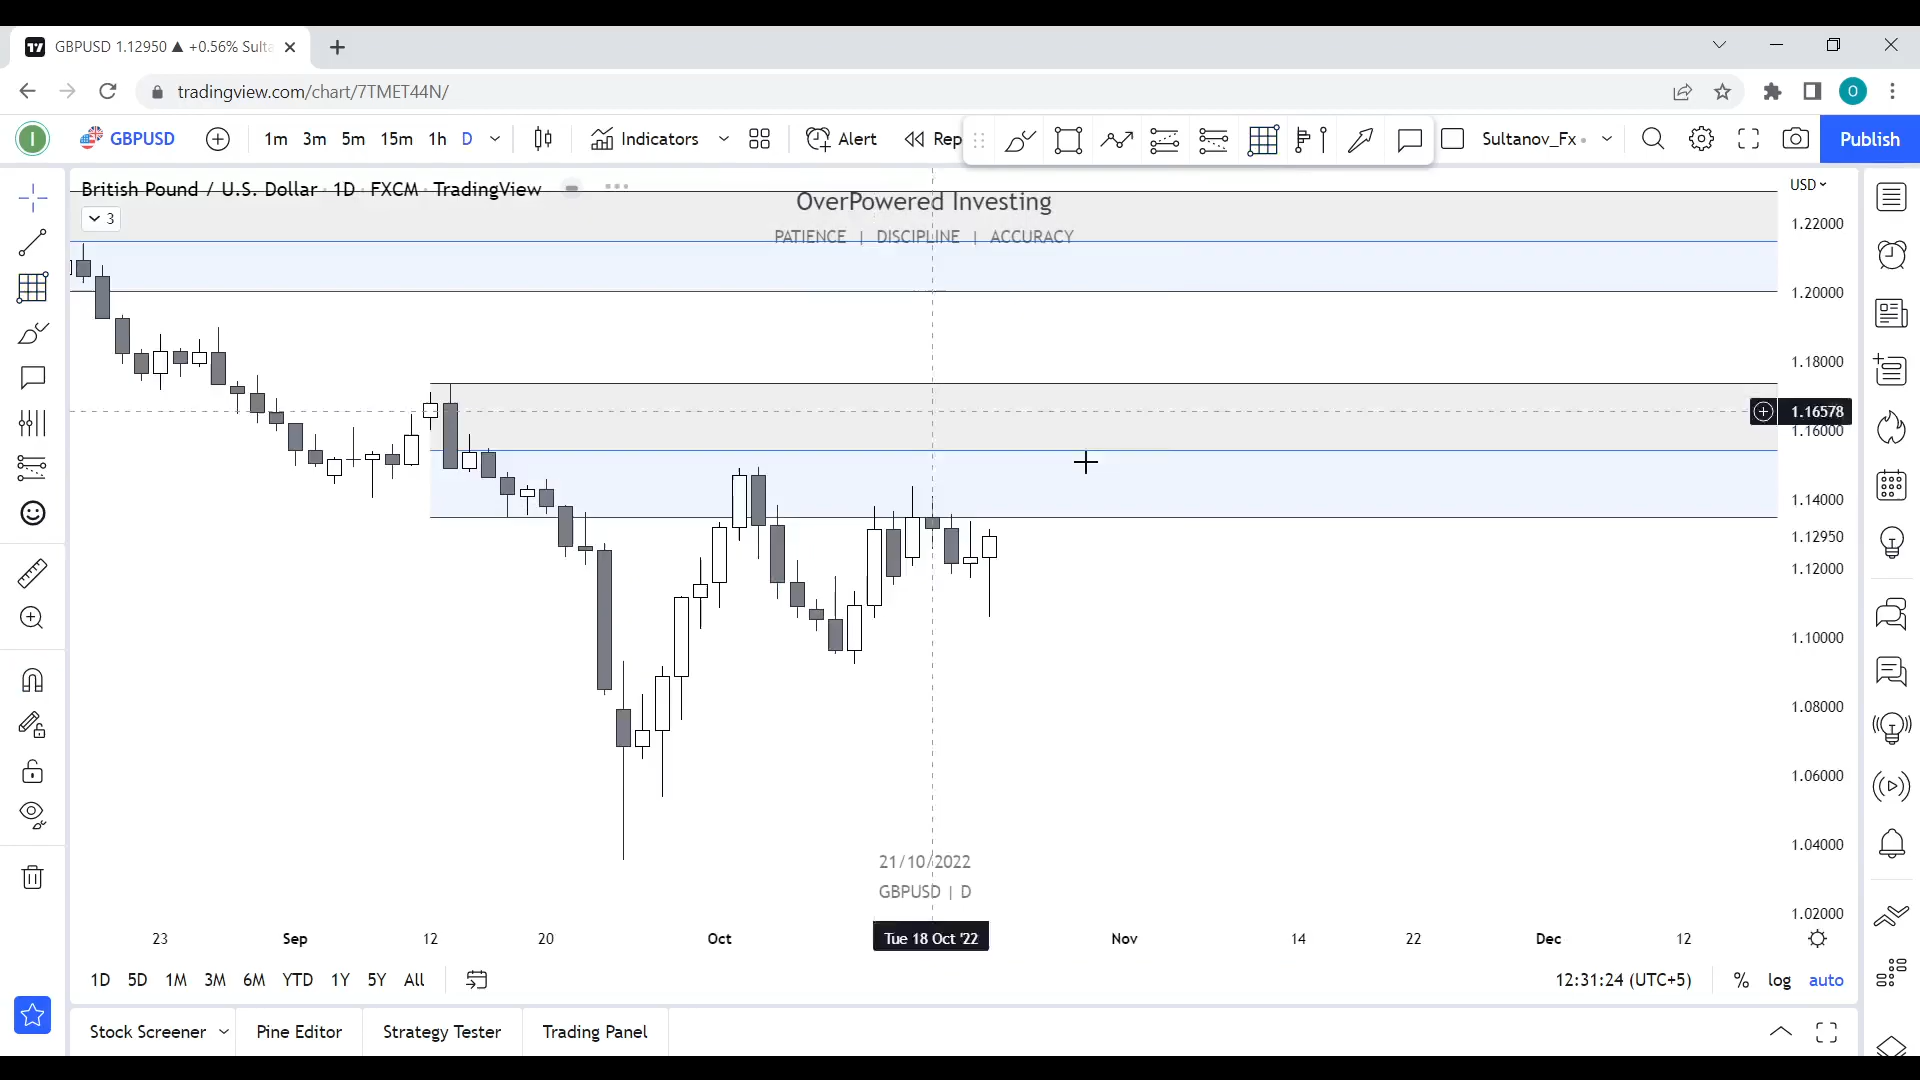 GBPUSD 1.12950 ▲ +0.56% Sulta
tradingview.com/chart/7TMET44N/
O
I
GBPUSD
1m 3m 5m 15m 1h D
Indicators
Alert
Rep
Sultanov_Fx
Publish
British Pound / U.S. Dollar · 1D · FXCM · TradingView
3
OverPowered Investing
PATIENCE | DISCIPLINE | ACCURACY
USD
1.22000
1.20000
1.18000
1.16578
1.16000
1.14000
1.12950
1.12000
1.10000
1.08000
1.06000
1.04000
1.02000
21/10/2022
GBPUSD | D
23 Sep 12 20 Oct Tue 18 Oct '22 Nov 14 22 Dec 12
1D 5D 1M 3M 6M YTD 1Y 5Y All
12:31:24 (UTC+5)
% log auto
Stock Screener
Pine Editor
Strategy Tester
Trading Panel